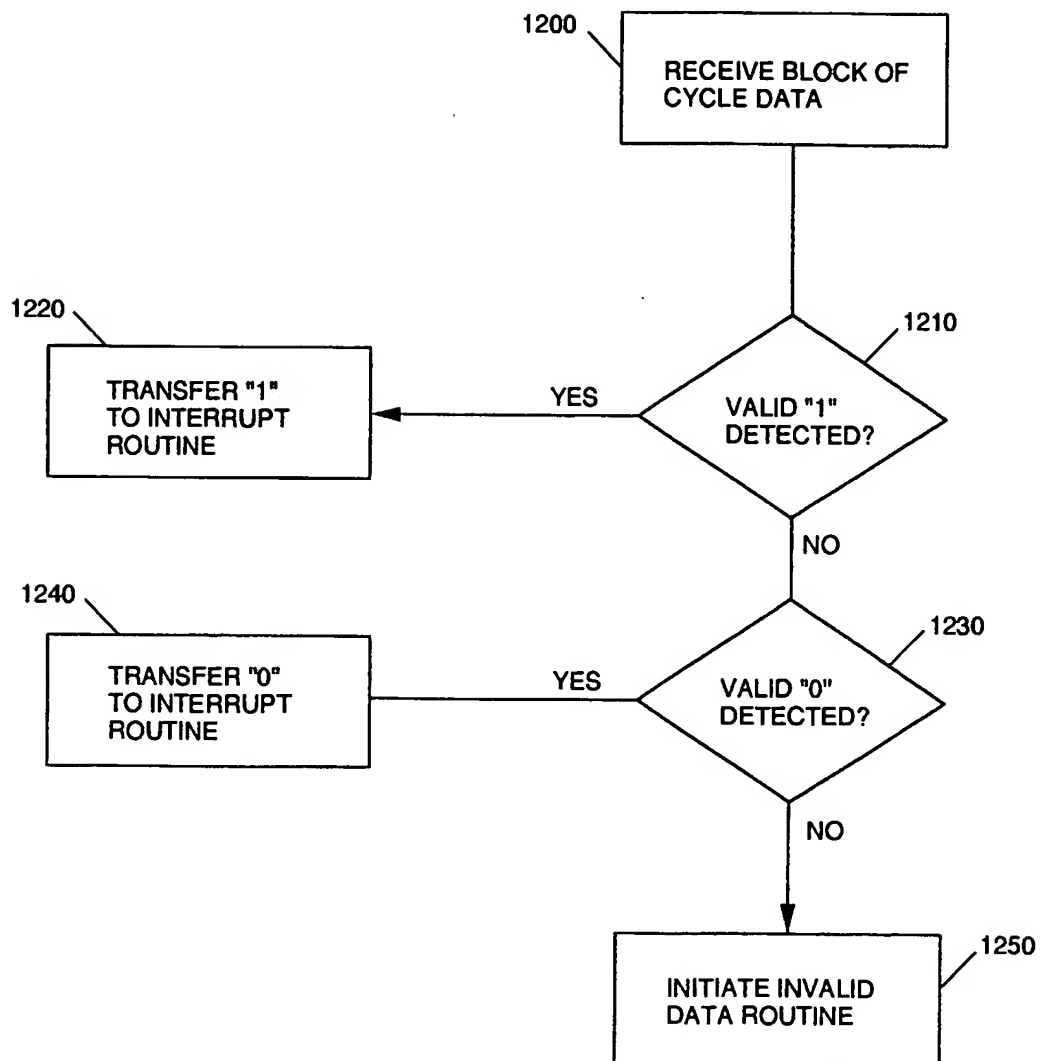 1200
RECEIVE BLOCK OF
CYCLE DATA
1220
1210
TRANSFER "1"
TO INTERRUPT
ROUTINE
YES
VALID "1"
DETECTED?
NO
1240
1230
TRANSFER "0"
TO INTERRUPT
ROUTINE
YES
VALID "0"
DETECTED?
NO
1250
INITIATE INVALID
DATA ROUTINE